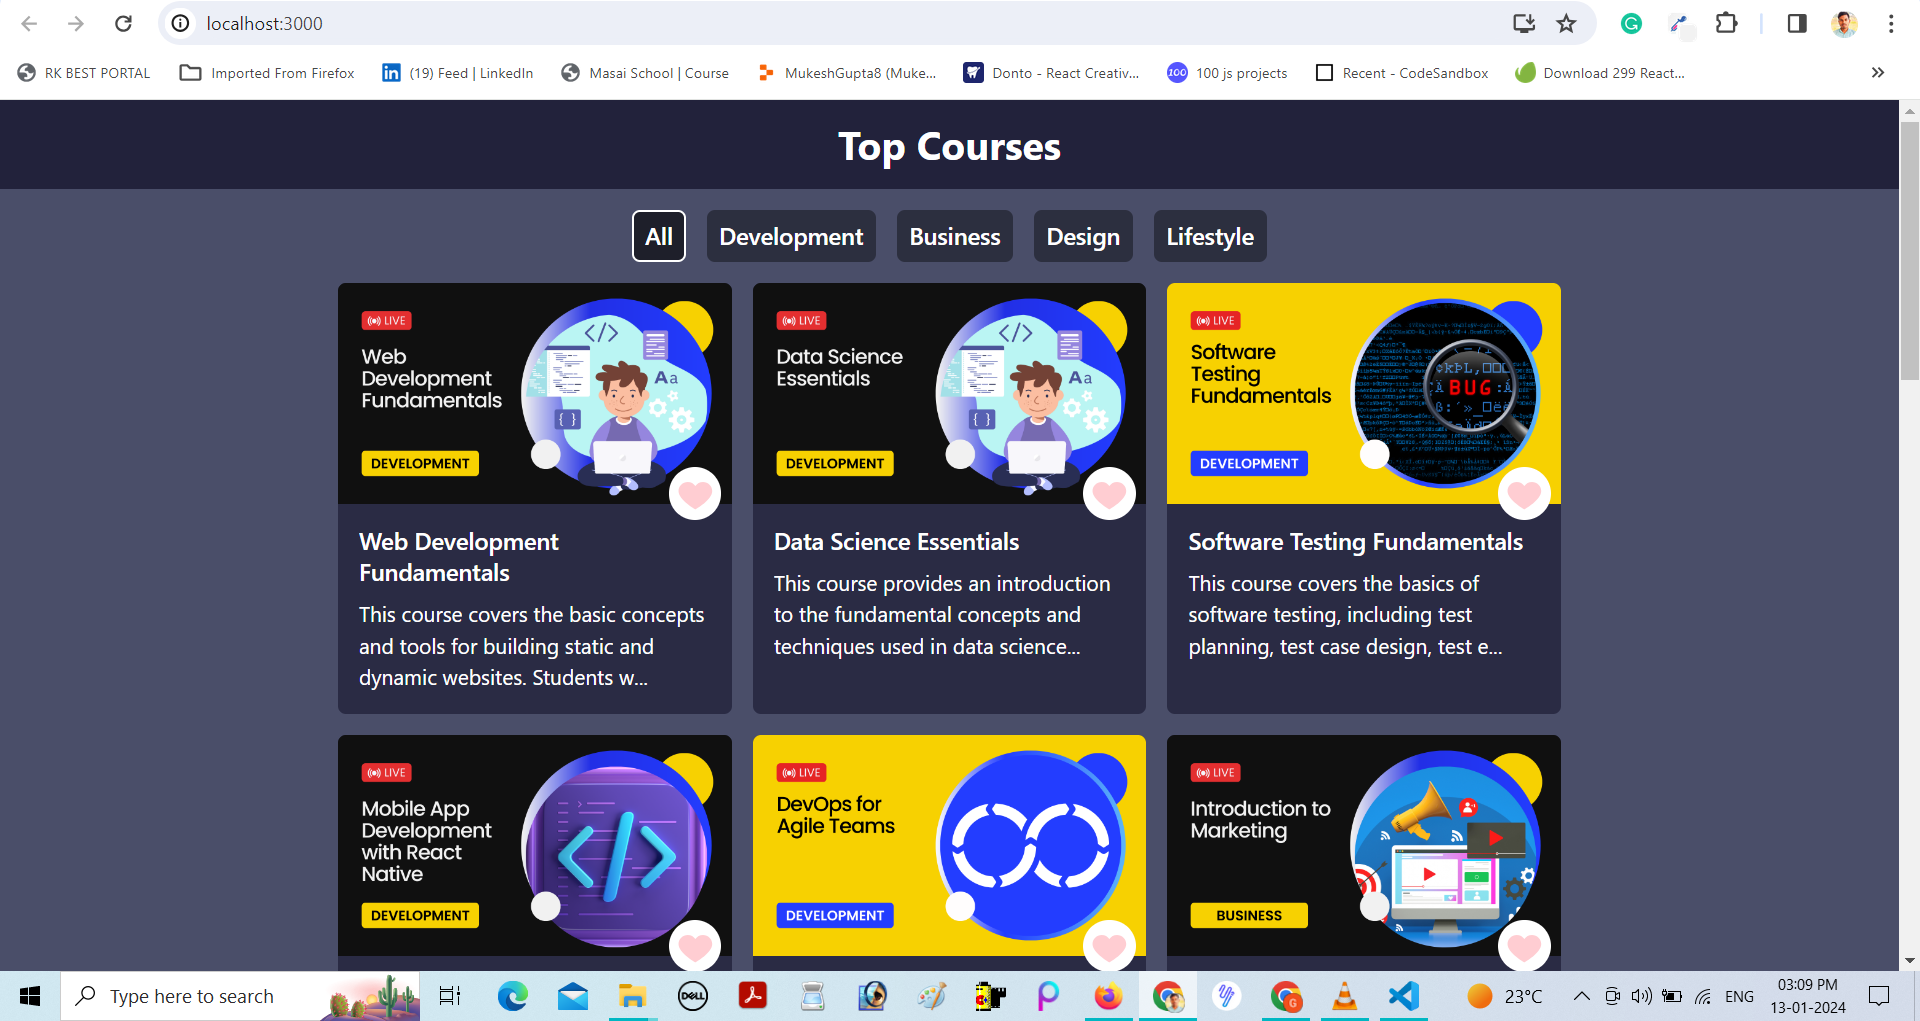 localhost:3000
RK BEST PORTAL
Imported From Firefox
(19) Feed | LinkedIn
Masai School | Course
MukeshGupta8 (Muke...
Donto - React Creativ...
100 js projects
Recent - CodeSandbox
Download 299 React...
Top Courses
All
Development
Business
Design
Lifestyle
LIVE
Web
Development
Fundamentals
DEVELOPMENT
Aa
Web Development
Fundamentals
This course covers the basic concepts
and tools for building static and
dynamic websites. Students w...
LIVE
Data Science
Essentials
DEVELOPMENT
Aa
Data Science Essentials
This course provides an introduction
to the fundamental concepts and
techniques used in data science...
LIVE
Software
Testing
Fundamentals
DEVELOPMENT
BUG
Software Testing Fundamentals
This course covers the basics of
software testing, including test
planning, test case design, test e...
LIVE
Mobile App
Development
with React
Native
DEVELOPMENT
LIVE
DevOps for
Agile Teams
DEVELOPMENT
LIVE
Introduction to
Marketing
BUSINESS
Type here to search
DELL
23°C
ENG
03:09 PM
13-01-2024